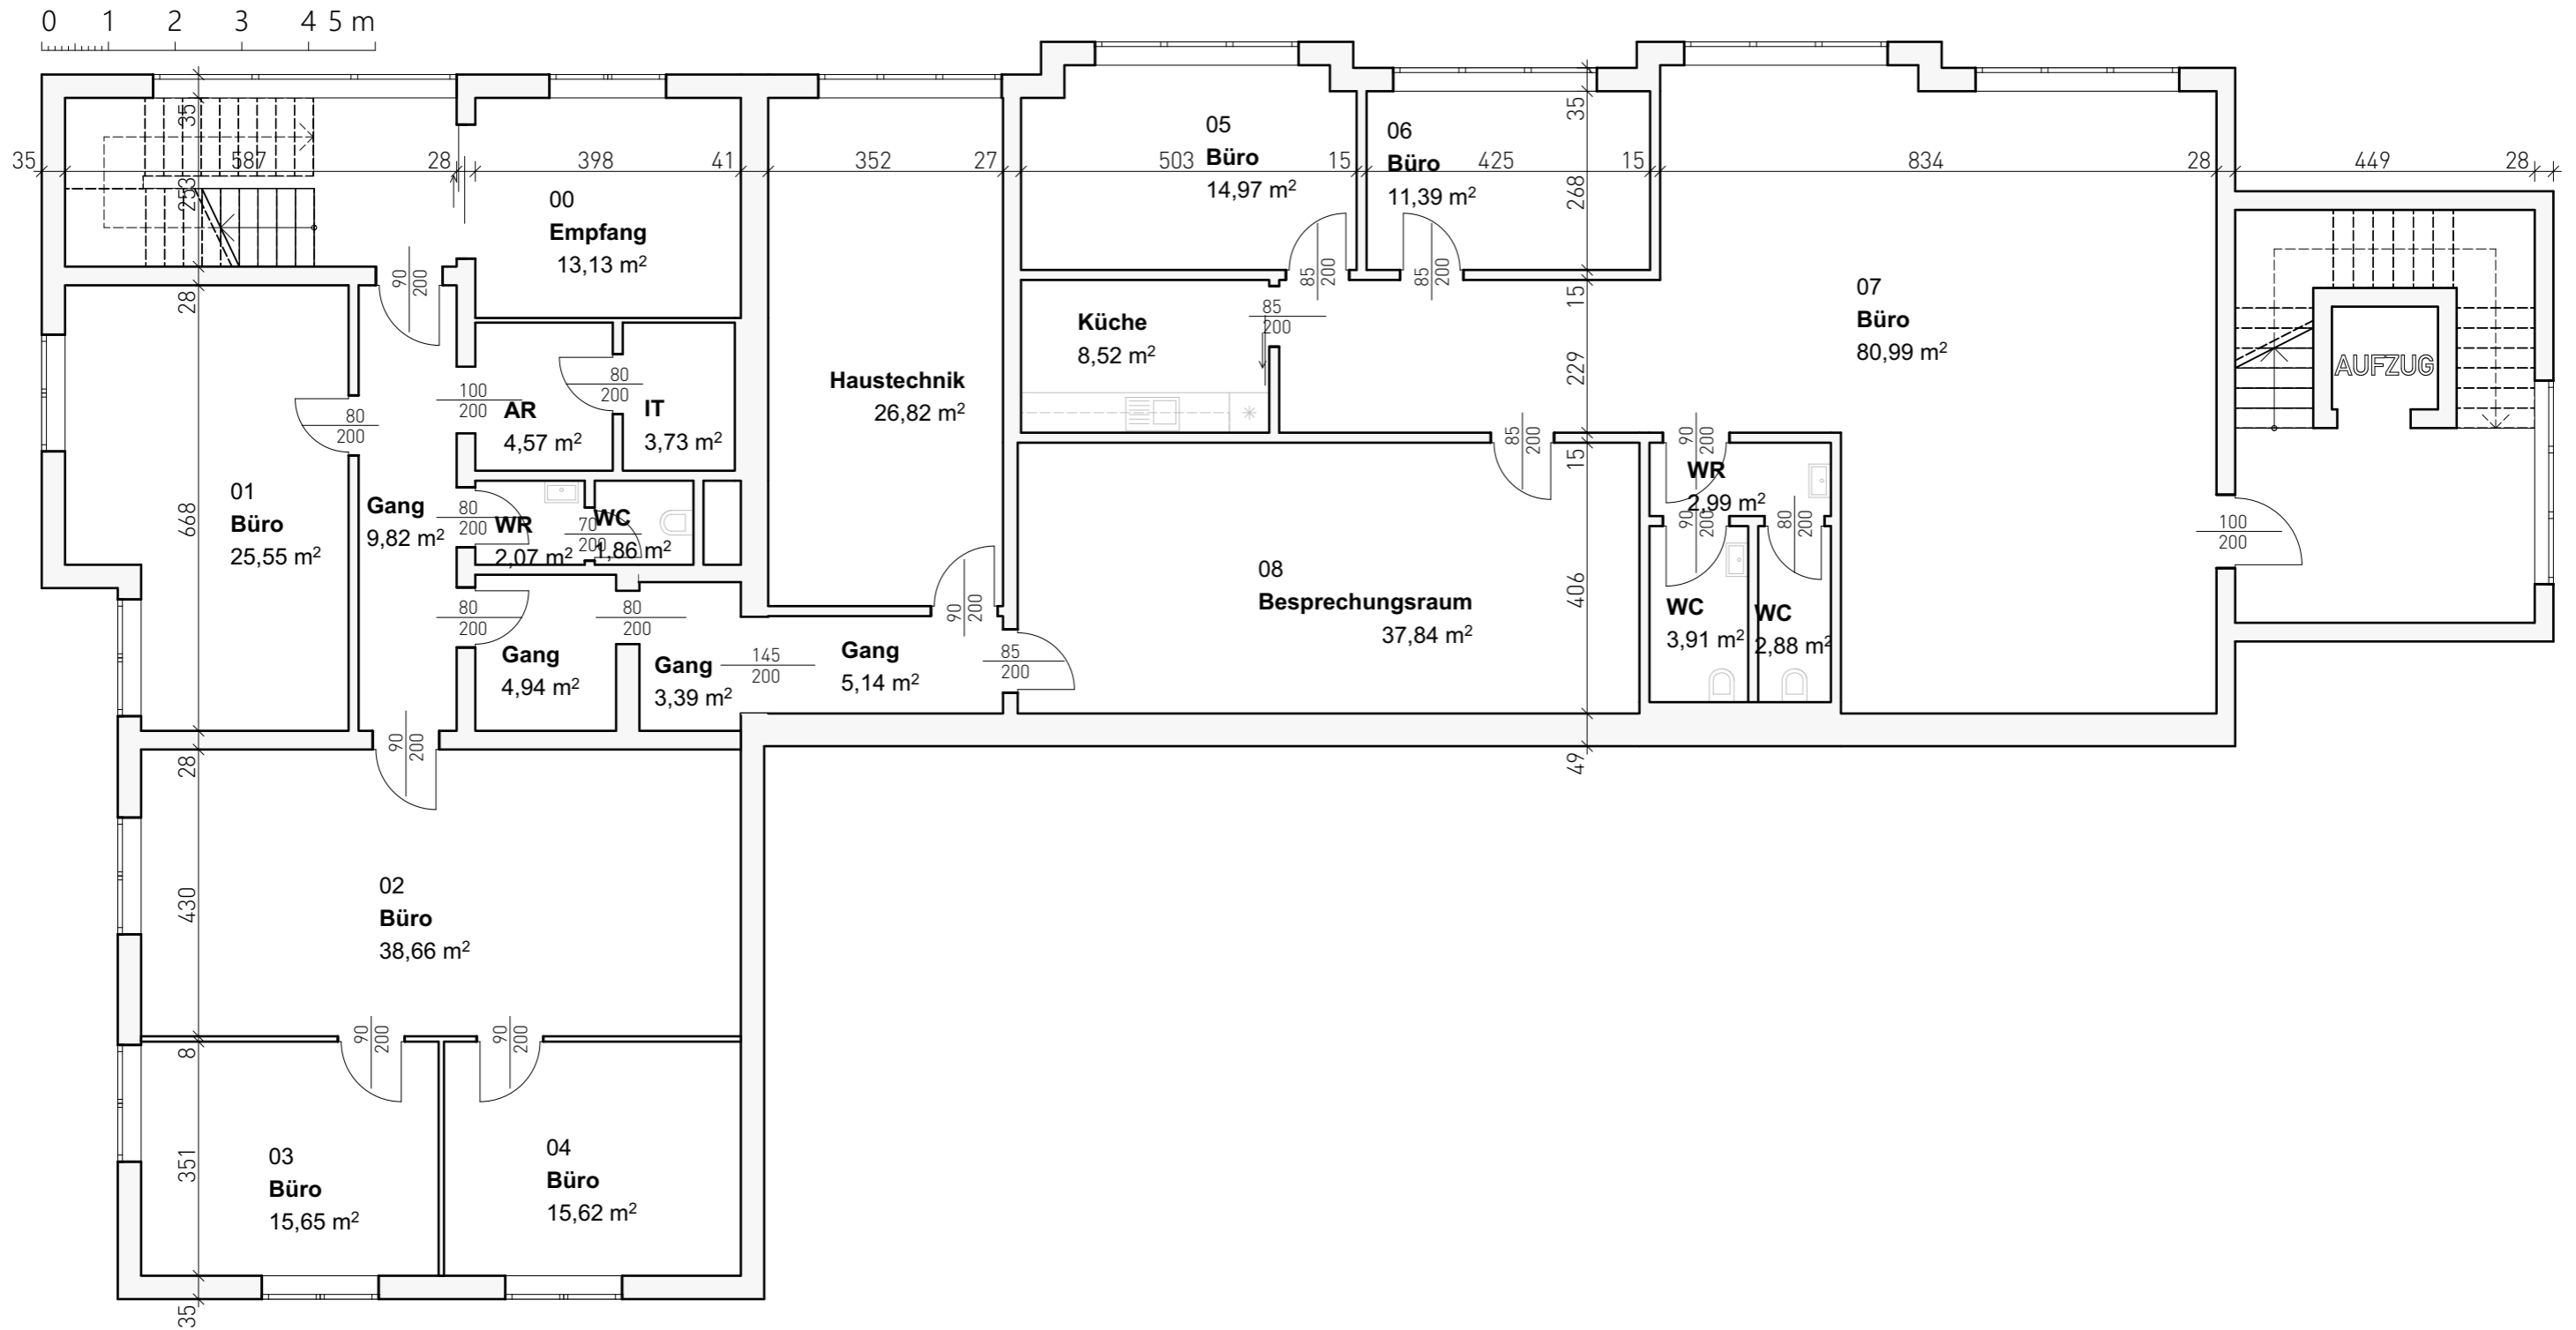 0 1 2 3 4 5 m
35 587 28 398 41 352 27 503 15 425 15 834 28 449 28
35
253
28
668
28
430
8
351
35
35
268
15
229
15
406
49
00
Empfang
13,13 m²
05
Büro
14,97 m²
06
Büro
11,39 m²
07
Büro
80,99 m²
Küche
8,52 m²
Haustechnik
26,82 m²
AUFZUG
AR
4,57 m²
IT
3,73 m²
01
Büro
25,55 m²
Gang
9,82 m²
WR
2,07 m²
WC
1,86 m²
WR
2,99 m²
08
Besprechungsraum
37,84 m²
WC
3,91 m²
WC
2,88 m²
Gang
4,94 m²
Gang
3,39 m²
Gang
5,14 m²
02
Büro
38,66 m²
03
Büro
15,65 m²
04
Büro
15,62 m²
90
200
80
200
100
200
80
200
80
200
70
200
80
200
80
200
145
200
90
200
85
200
85
200
85
200
85
200
85
200
90
200
90
200
80
200
100
200
90
200
90
200
90
200